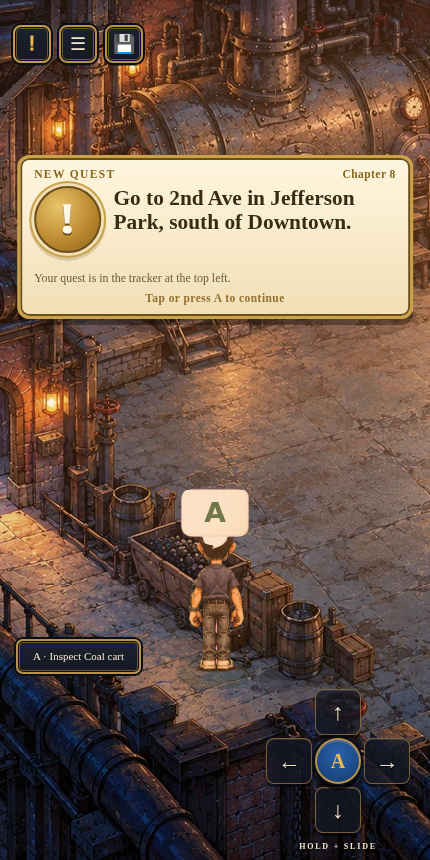 !
☰
💾
NEW QUEST
Chapter 8
!
Go to 2nd Ave in Jefferson
Park, south of Downtown.
Your quest is in the tracker at the top left.
Tap or press A to continue
A
A · Inspect Coal cart
↑
← A →
↓
HOLD + SLIDE